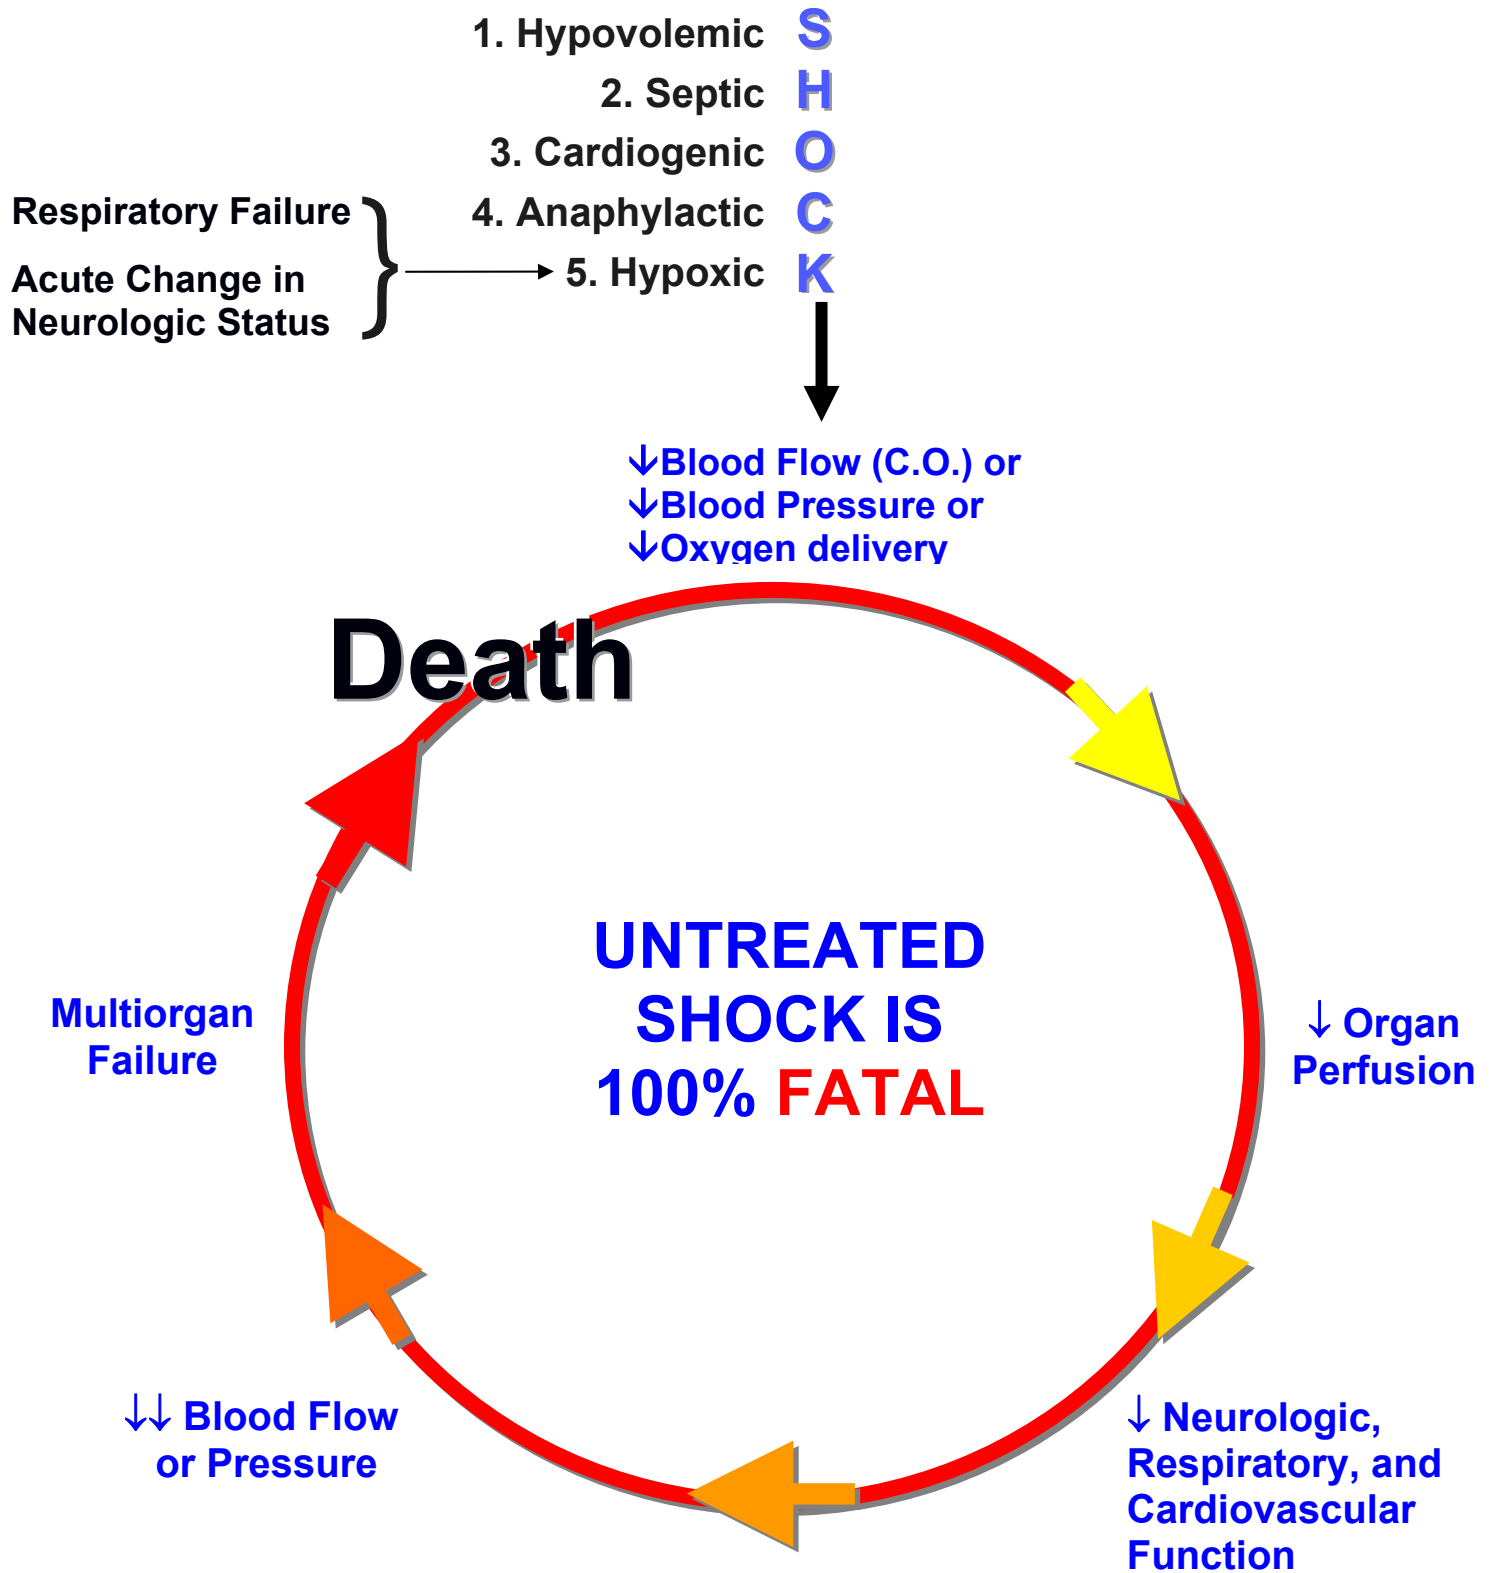 1. Hypovolemic S
2. Septic H
3. Cardiogenic O
4. Anaphylactic C
5. Hypoxic K
Respiratory Failure
Acute Change in
Neurologic Status
↓Blood Flow (C.O.) or
↓Blood Pressure or
↓Oxygen delivery
Death
UNTREATED
SHOCK IS
100% FATAL
↓ Organ
Perfusion
↓ Neurologic,
Respiratory, and
Cardiovascular
Function
↓↓ Blood Flow
or Pressure
Multiorgan
Failure